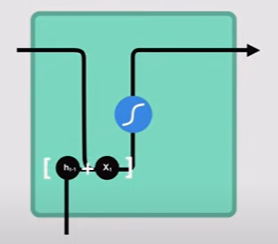 [ hₜ₋₁ + Xₜ ]